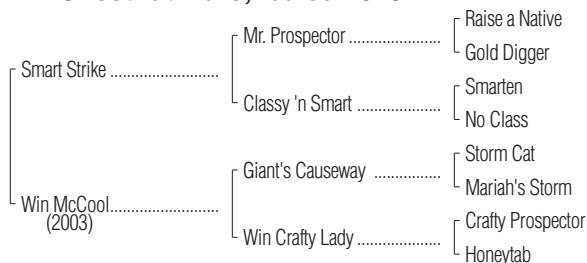 Raise a Native
Mr. Prospector ....................
Gold Digger
Smart Strike ...........................
Smarten
Classy 'n Smart .....................
No Class
Storm Cat
Giant's Causeway ................
Mariah's Storm
Win McCool...........................
(2003)
Crafty Prospector
Win Crafty Lady ....................
Honeytab